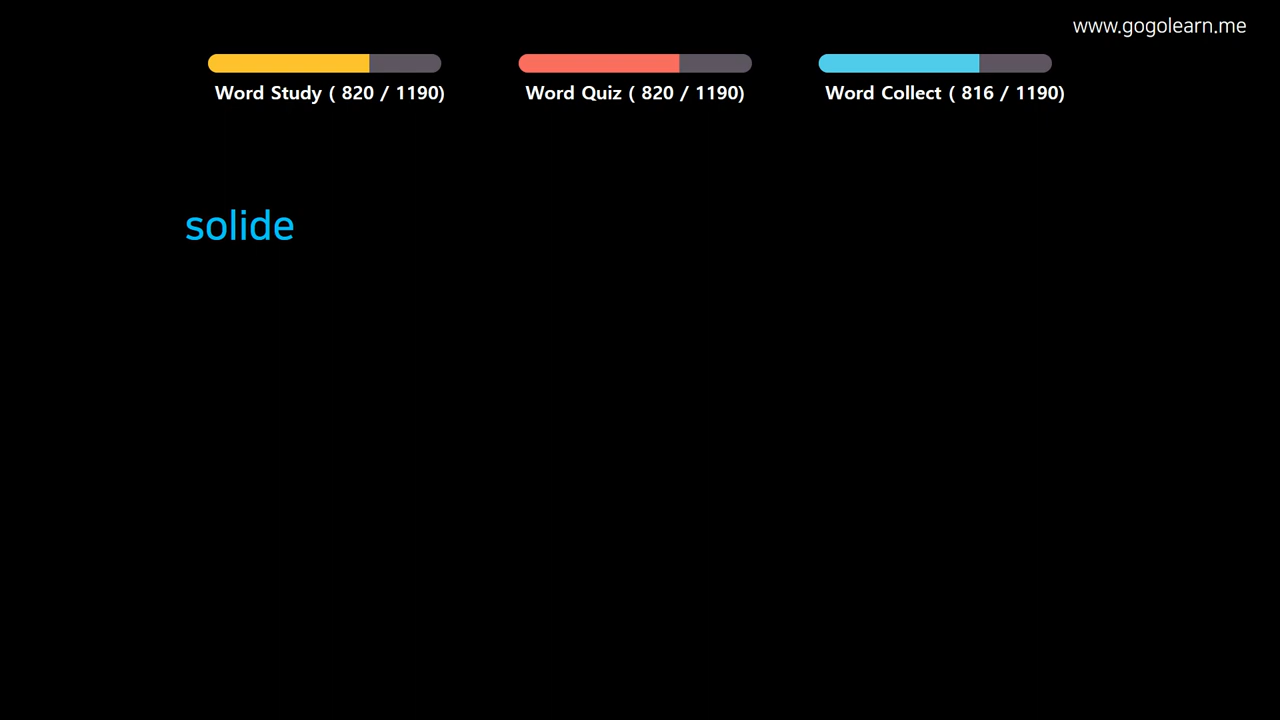 www.gogolearn.me
Word Study ( 820 / 1190)
Word Quiz ( 820 / 1190)
Word Collect ( 816 / 1190)
solide